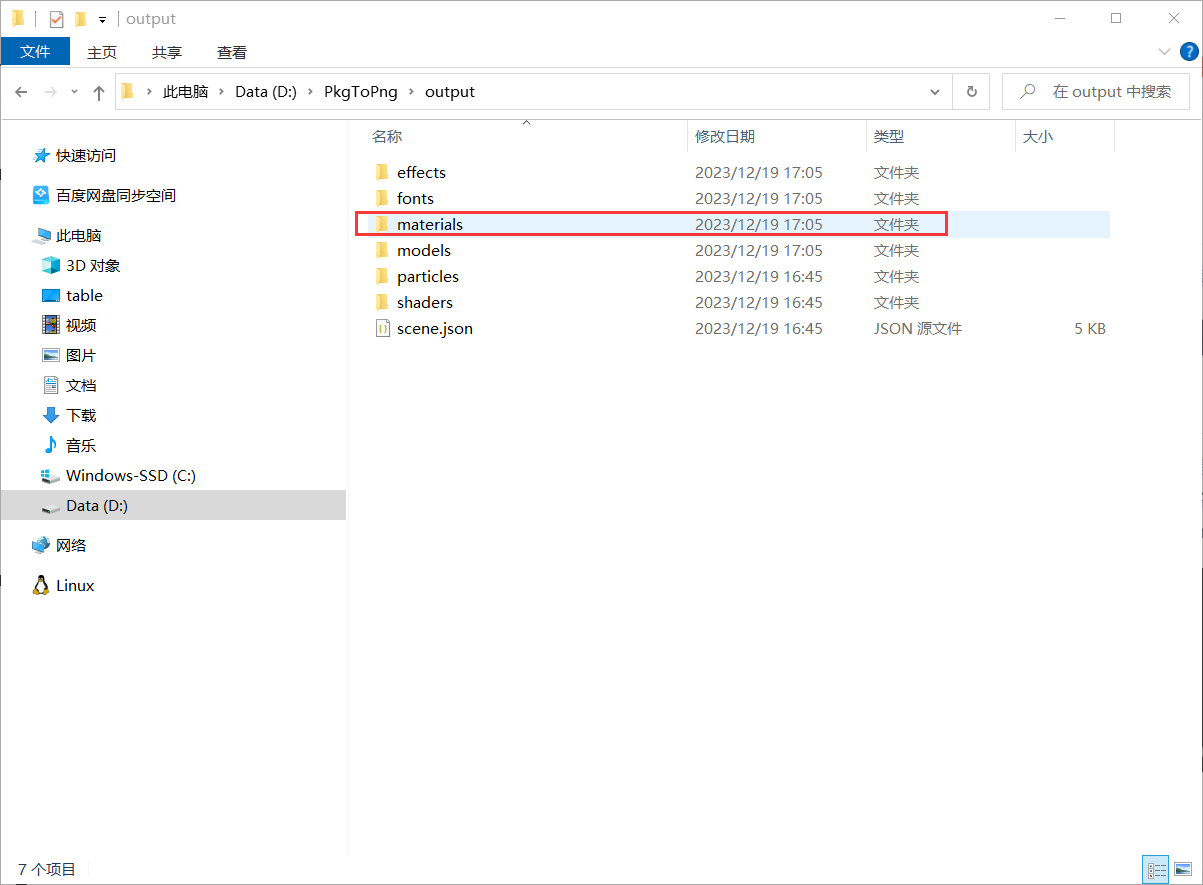 output
文件 主页 共享 查看
此电脑 Data (D:) PkgToPng output 在 output 中搜索
名称 修改日期 类型 大小
快速访问
百度网盘同步空间
此电脑
3D 对象
table
视频
图片
文档
下载
音乐
Windows-SSD (C:)
Data (D:)
网络
Linux
effects 2023/12/19 17:05 文件夹
fonts 2023/12/19 17:05 文件夹
materials 2023/12/19 17:05 文件夹
models 2023/12/19 17:05 文件夹
particles 2023/12/19 16:45 文件夹
shaders 2023/12/19 16:45 文件夹
scene.json 2023/12/19 16:45 JSON 源文件 5 KB
7 个项目